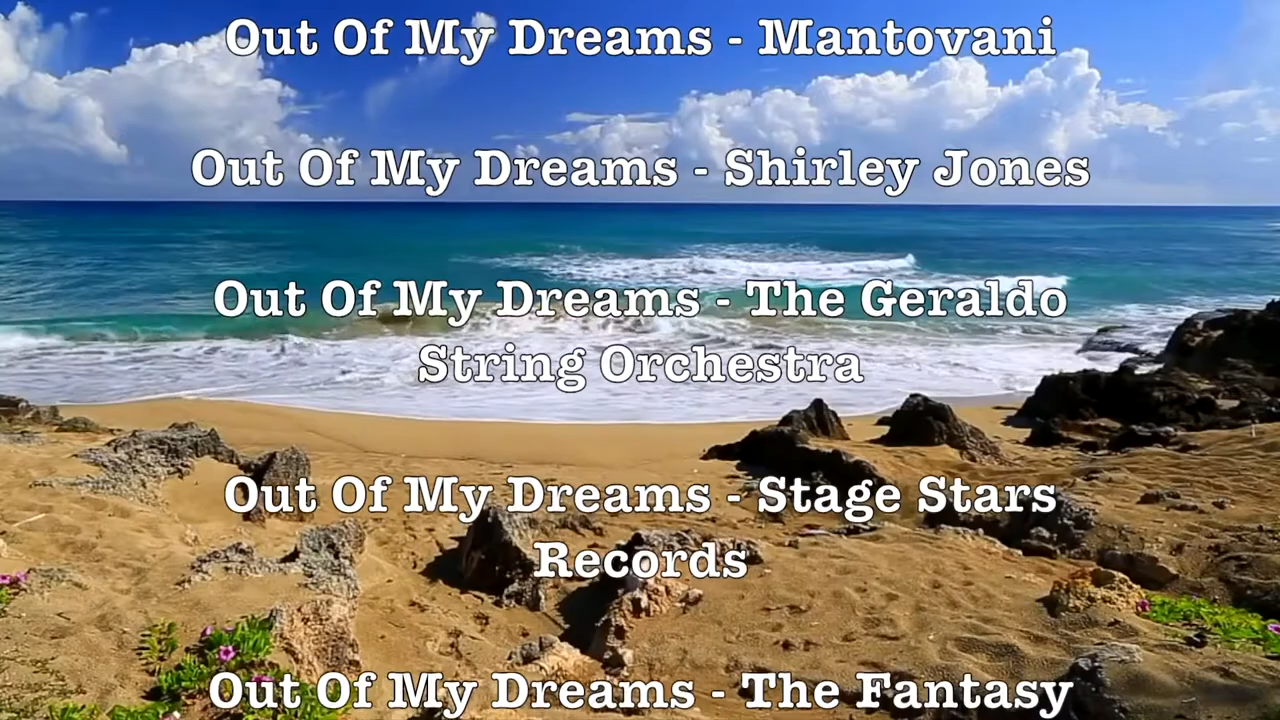 Out Of My Dreams - Mantovani
Out Of My Dreams - Shirley Jones
Out Of My Dreams - The Geraldo
String Orchestra
Out Of My Dreams - Stage Stars
Records
Out Of My Dreams - The Fantasy